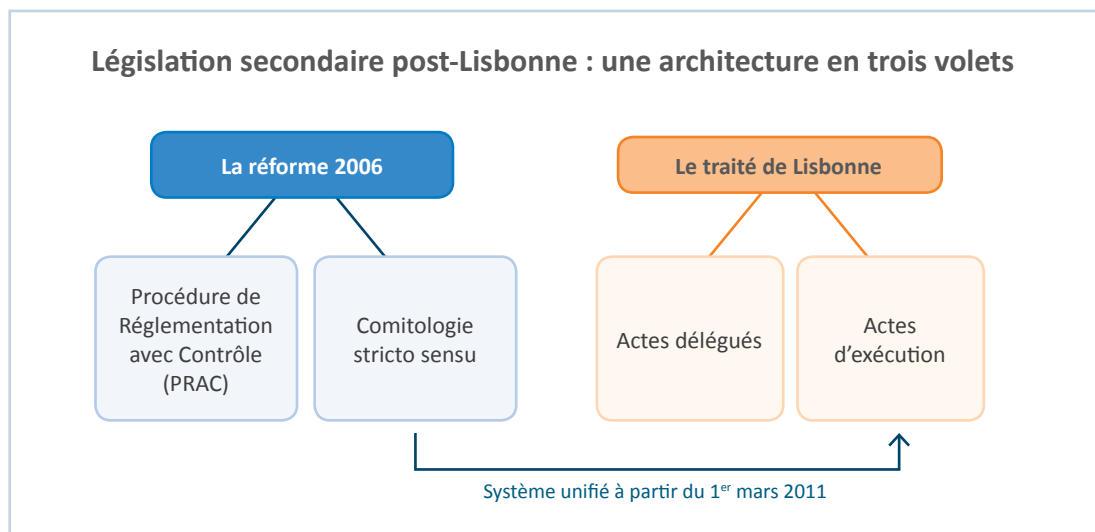 Législation secondaire post-Lisbonne : une architecture en trois volets
La réforme 2006
Le traité de Lisbonne
Procédure de
Réglementation
avec Contrôle
(PRAC)
Comitologie
stricto sensu
Actes délégués
Actes
d’exécution
Système unifié à partir du 1er mars 2011